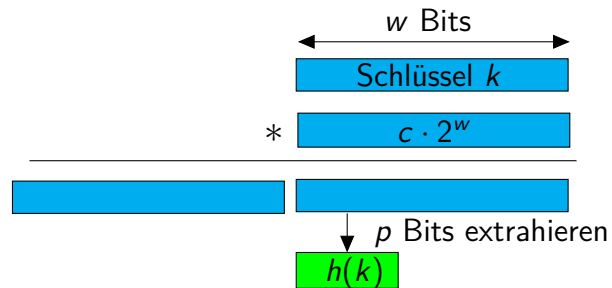 w Bits
Schlüssel k
* c · 2^w
p Bits extrahieren
h(k)